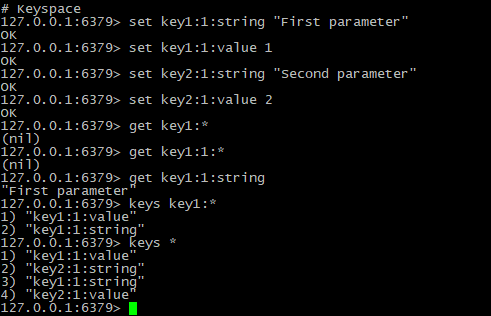 # Keyspace
127.0.0.1:6379> set key1:1:string "First parameter"
OK
127.0.0.1:6379> set key1:1:value 1
OK
127.0.0.1:6379> set key2:1:string "Second parameter"
OK
127.0.0.1:6379> set key2:1:value 2
OK
127.0.0.1:6379> get key1:*
(nil)
127.0.0.1:6379> get key1:1:*
(nil)
127.0.0.1:6379> get key1:1:string
"First parameter"
127.0.0.1:6379> keys key1:*
1) "key1:1:value"
2) "key1:1:string"
127.0.0.1:6379> keys *
1) "key1:1:value"
2) "key2:1:string"
3) "key1:1:string"
4) "key2:1:value"
127.0.0.1:6379>